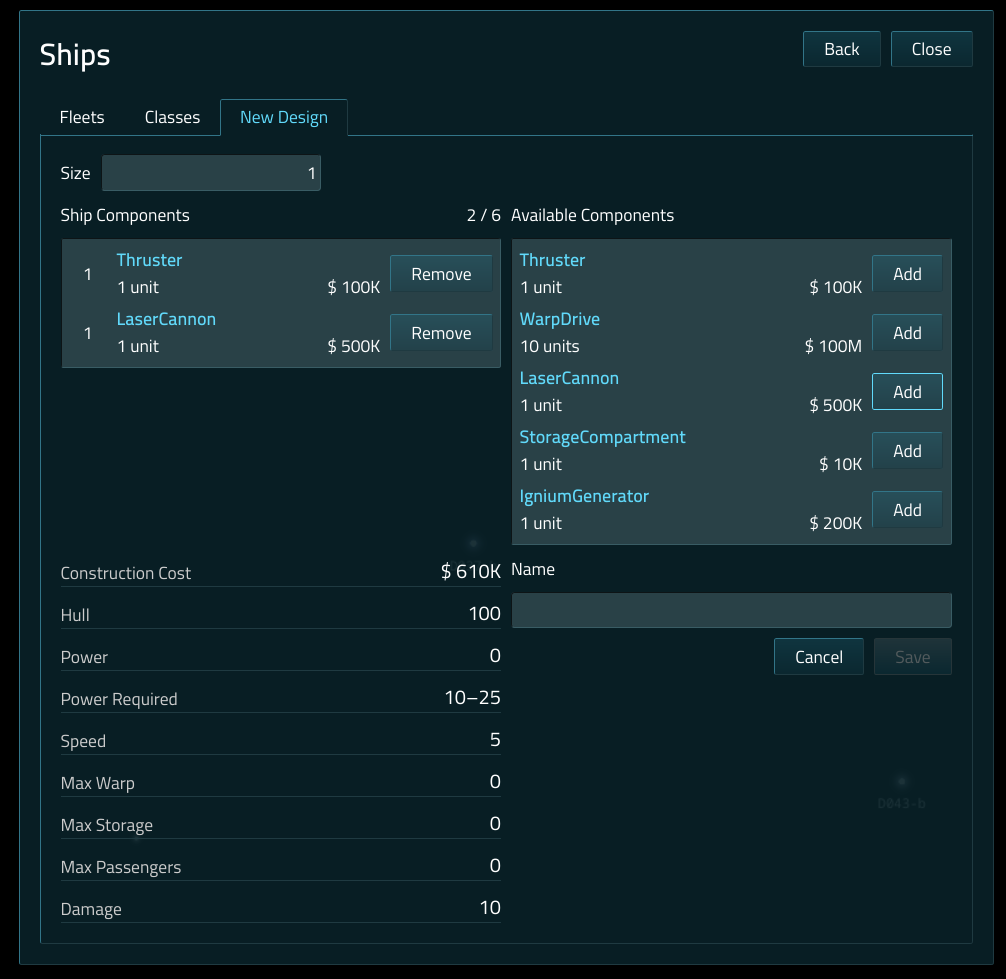 Ships
Back
Close
Fleets
Classes
New Design
Size
1
Ship Components
2 / 6
Available Components
1
Thruster
1 unit
$ 100K
Remove
1
LaserCannon
1 unit
$ 500K
Remove
Thruster
1 unit
$ 100K
Add
WarpDrive
10 units
$ 100M
Add
LaserCannon
1 unit
$ 500K
Add
StorageCompartment
1 unit
$ 10K
Add
IgniumGenerator
1 unit
$ 200K
Add
Construction Cost
$ 610K
Hull
100
Power
0
Power Required
10–25
Speed
5
Max Warp
0
Max Storage
0
Max Passengers
0
Damage
10
Name
Cancel
Save
D043-b